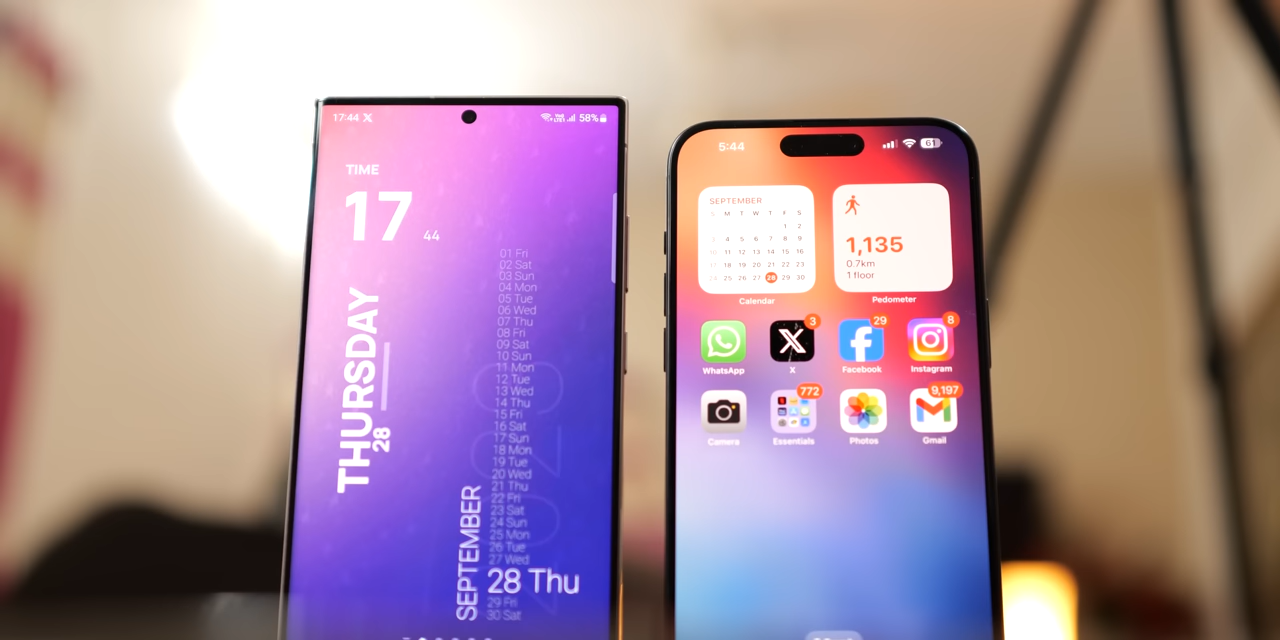 17:44 X
58%
TIME
17
44
01 Fri
02 Sat
03 Sun
04 Mon
05 Tue
06 Wed
07 Thu
08 Fri
09 Sat
10 Sun
11 Mon
12 Tue
13 Wed
14 Thu
15 Fri
16 Sat
17 Sun
18 Mon
19 Tue
20 Wed
21 Thu
22 Fri
23 Sat
24 Sun
25 Mon
26 Tue
27 Wed
28 Thu
29 Fri
30 Sat
THURSDAY
28
SEPTEMBER
2023
5:44
61
SEPTEMBER
S M T W T F S
1 2
3 4 5 6 7 8 9
10 11 12 13 14 15 16
17 18 19 20 21 22 23
24 25 26 27 28 29 30
Calendar
1,135
0.7km
1 floor
Pedometer
3
29
8
WhatsApp
X
Facebook
Instagram
772
9,197
Camera
Essentials
Photos
Gmail